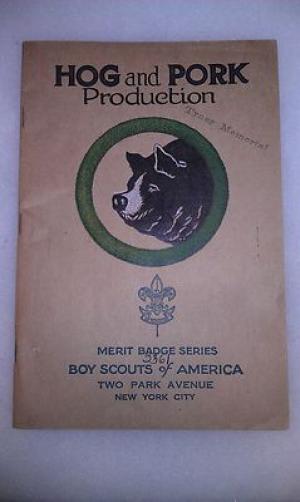 HOG and PORK
Production
Tyner Memorial
MERIT BADGE SERIES
3361
BOY SCOUTS of AMERICA
TWO PARK AVENUE
NEW YORK CITY